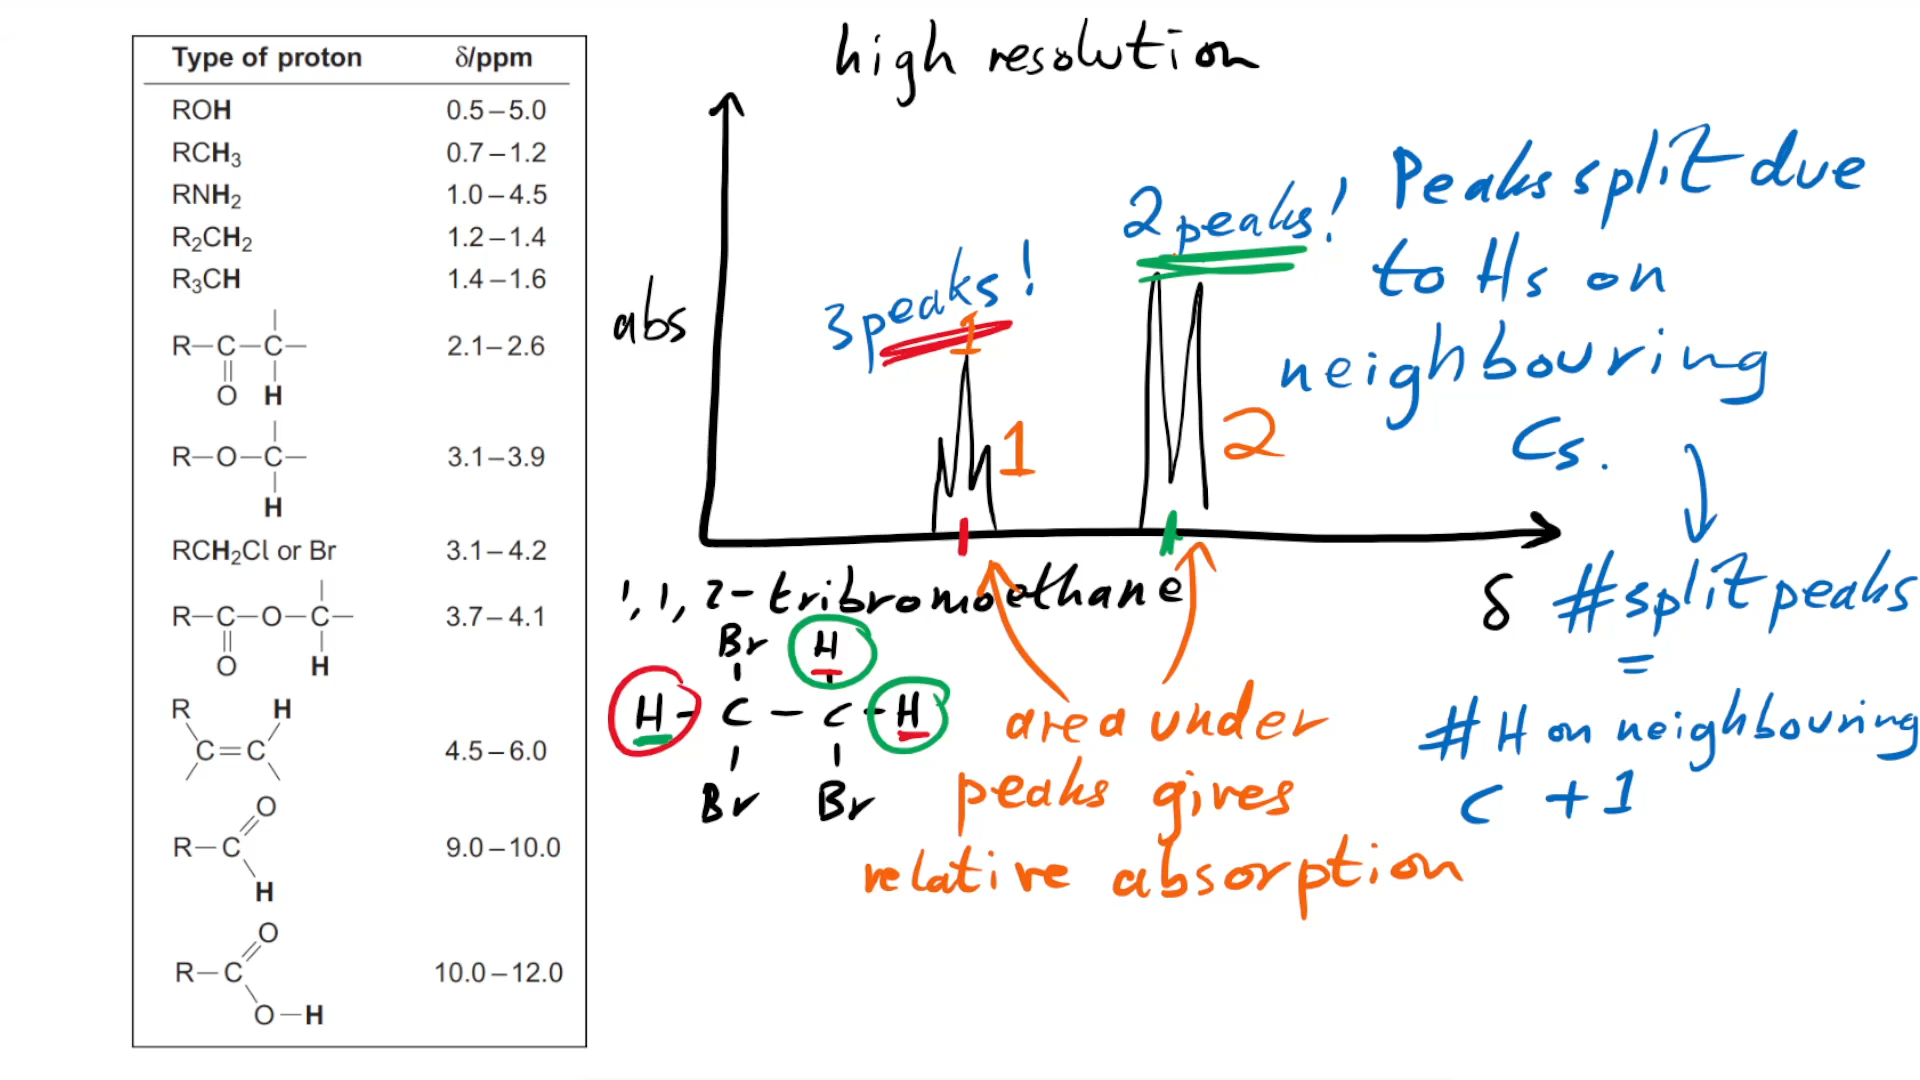 Type of proton δ/ppm
ROH 0.5–5.0
RCH₃ 0.7–1.2
RNH₂ 1.0–4.5
R₂CH₂ 1.2–1.4
R₃CH 1.4–1.6
R–C–C– 2.1–2.6
O H
R–O–C– 3.1–3.9
H
RCH₂Cl or Br 3.1–4.2
R–C–O–C– 3.7–4.1
O H
R H
C=C 4.5–6.0
O
R–C 9.0–10.0
H
O
R–C 10.0–12.0
O–H
high resolution
abs
3 peaks!
1
1
2 peaks!
2
δ
Peaks split due
to Hs on
neighbouring
Cs.
# split peaks
=
# H on neighbouring
C + 1
1,1,2-tribromoethane
Br H
H – C – C – H
Br Br
area under
peaks gives
relative absorption